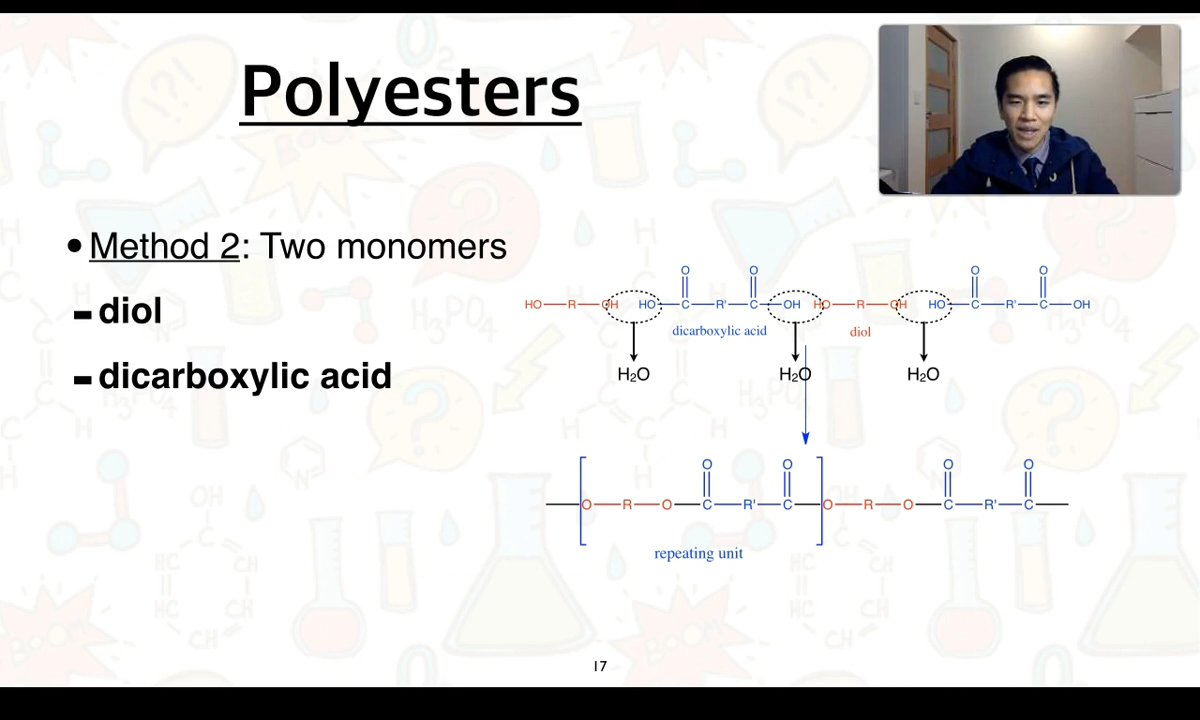 Polyesters
• Method 2: Two monomers
- diol
- dicarboxylic acid
O O O O
HO R OH HO C R' C OH HO R OH HO C R' C OH
dicarboxylic acid diol
H₂O H₂O H₂O
O O O O
O R O C R' C O R O C R' C
repeating unit
17